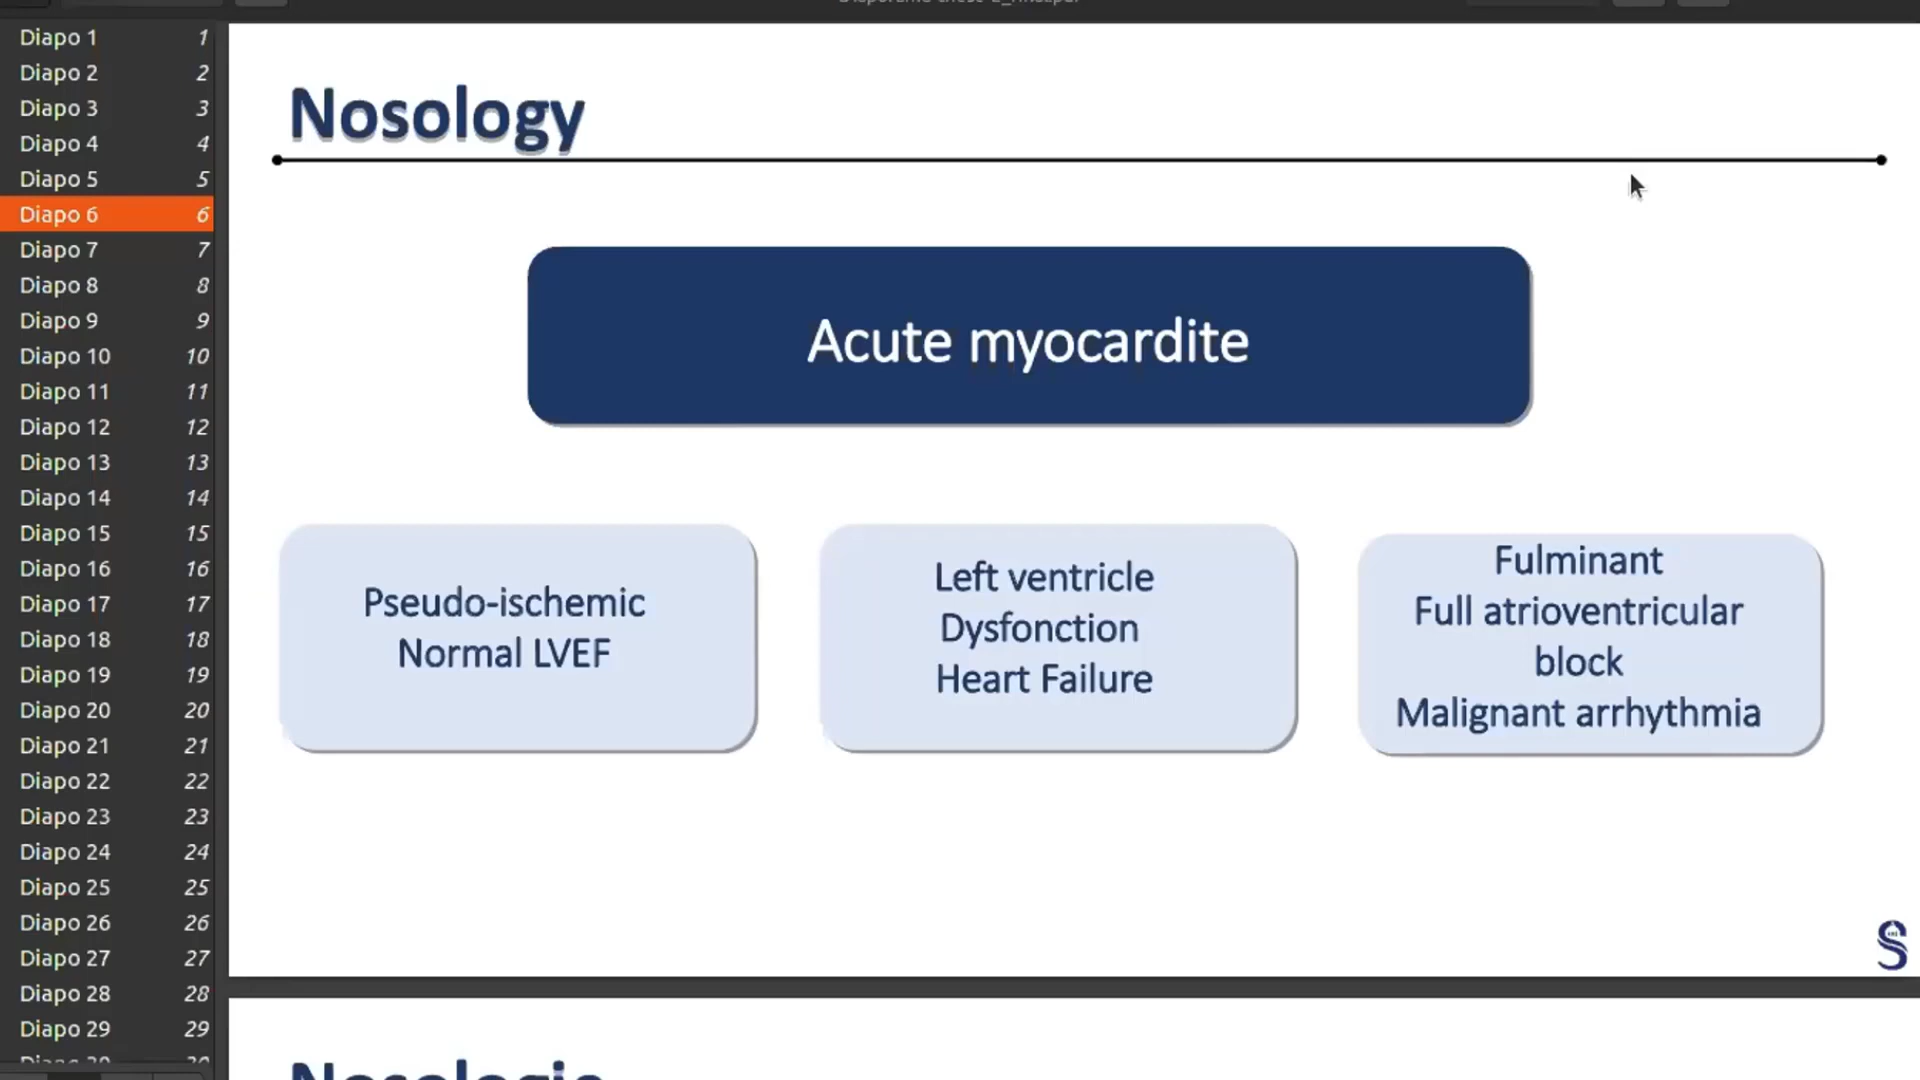 Diapo 1 1
Diapo 2 2
Diapo 3 3
Diapo 4 4
Diapo 5 5
Diapo 6 6
Diapo 7 7
Diapo 8 8
Diapo 9 9
Diapo 10 10
Diapo 11 11
Diapo 12 12
Diapo 13 13
Diapo 14 14
Diapo 15 15
Diapo 16 16
Diapo 17 17
Diapo 18 18
Diapo 19 19
Diapo 20 20
Diapo 21 21
Diapo 22 22
Diapo 23 23
Diapo 24 24
Diapo 25 25
Diapo 26 26
Diapo 27 27
Diapo 28 28
Diapo 29 29
Nosology
Acute myocardite
Pseudo-ischemic
Normal LVEF
Left ventricle
Dysfonction
Heart Failure
Fulminant
Full atrioventricular
block
Malignant arrhythmia
S
Nosologie